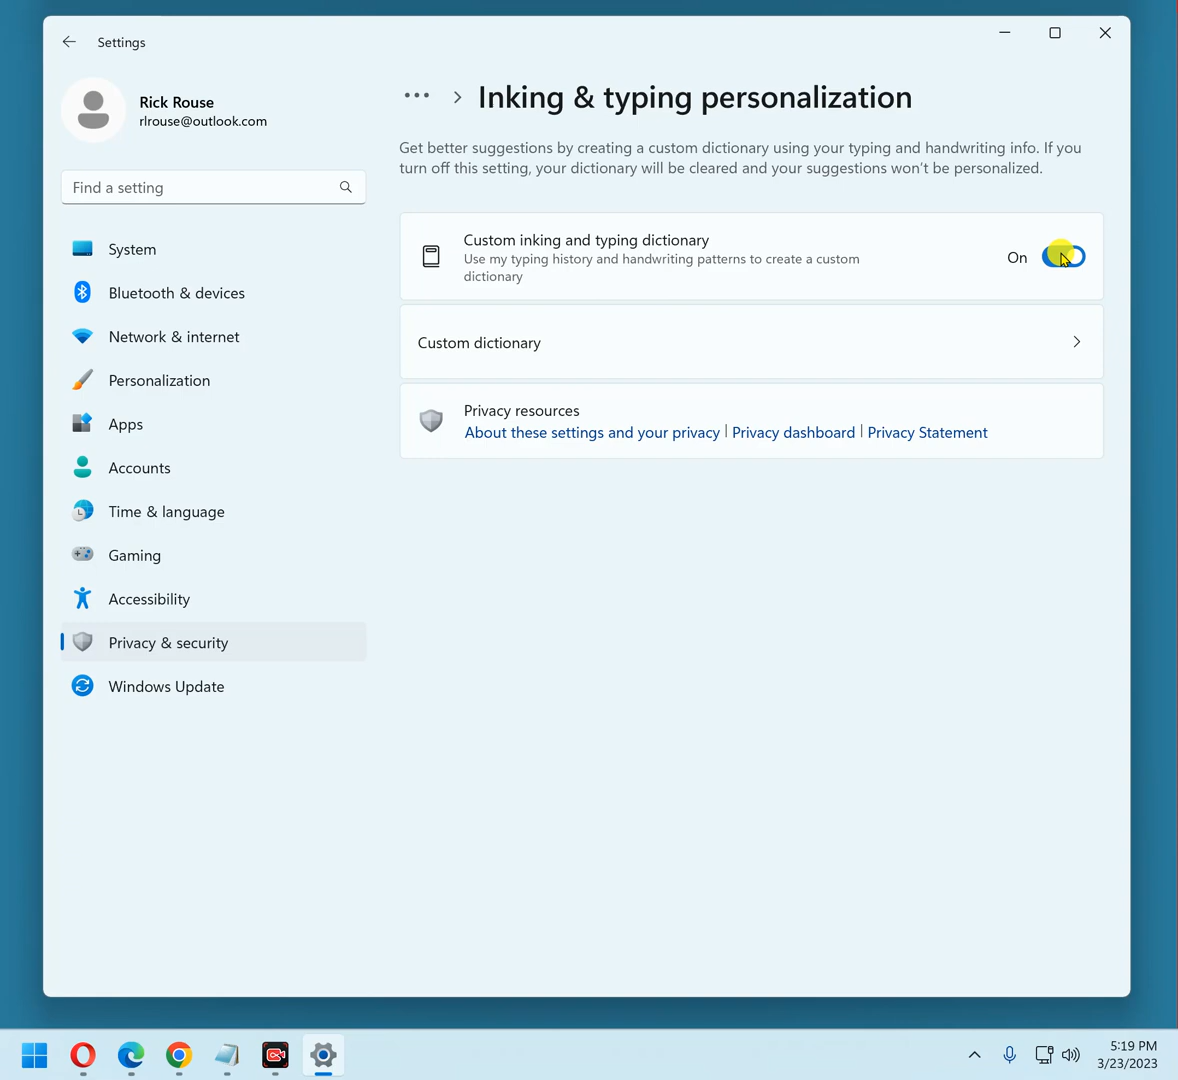 Settings
Rick Rouse
rlrouse@outlook.com
Find a setting
System
Bluetooth & devices
Network & internet
Personalization
Apps
Accounts
Time & language
Gaming
Accessibility
Privacy & security
Windows Update
… > Inking & typing personalization
Get better suggestions by creating a custom dictionary using your typing and handwriting info. If you
turn off this setting, your dictionary will be cleared and your suggestions won't be personalized.
Custom inking and typing dictionary
Use my typing history and handwriting patterns to create a custom
dictionary
On
Custom dictionary
Privacy resources
About these settings and your privacy | Privacy dashboard | Privacy Statement
5:19 PM
3/23/2023